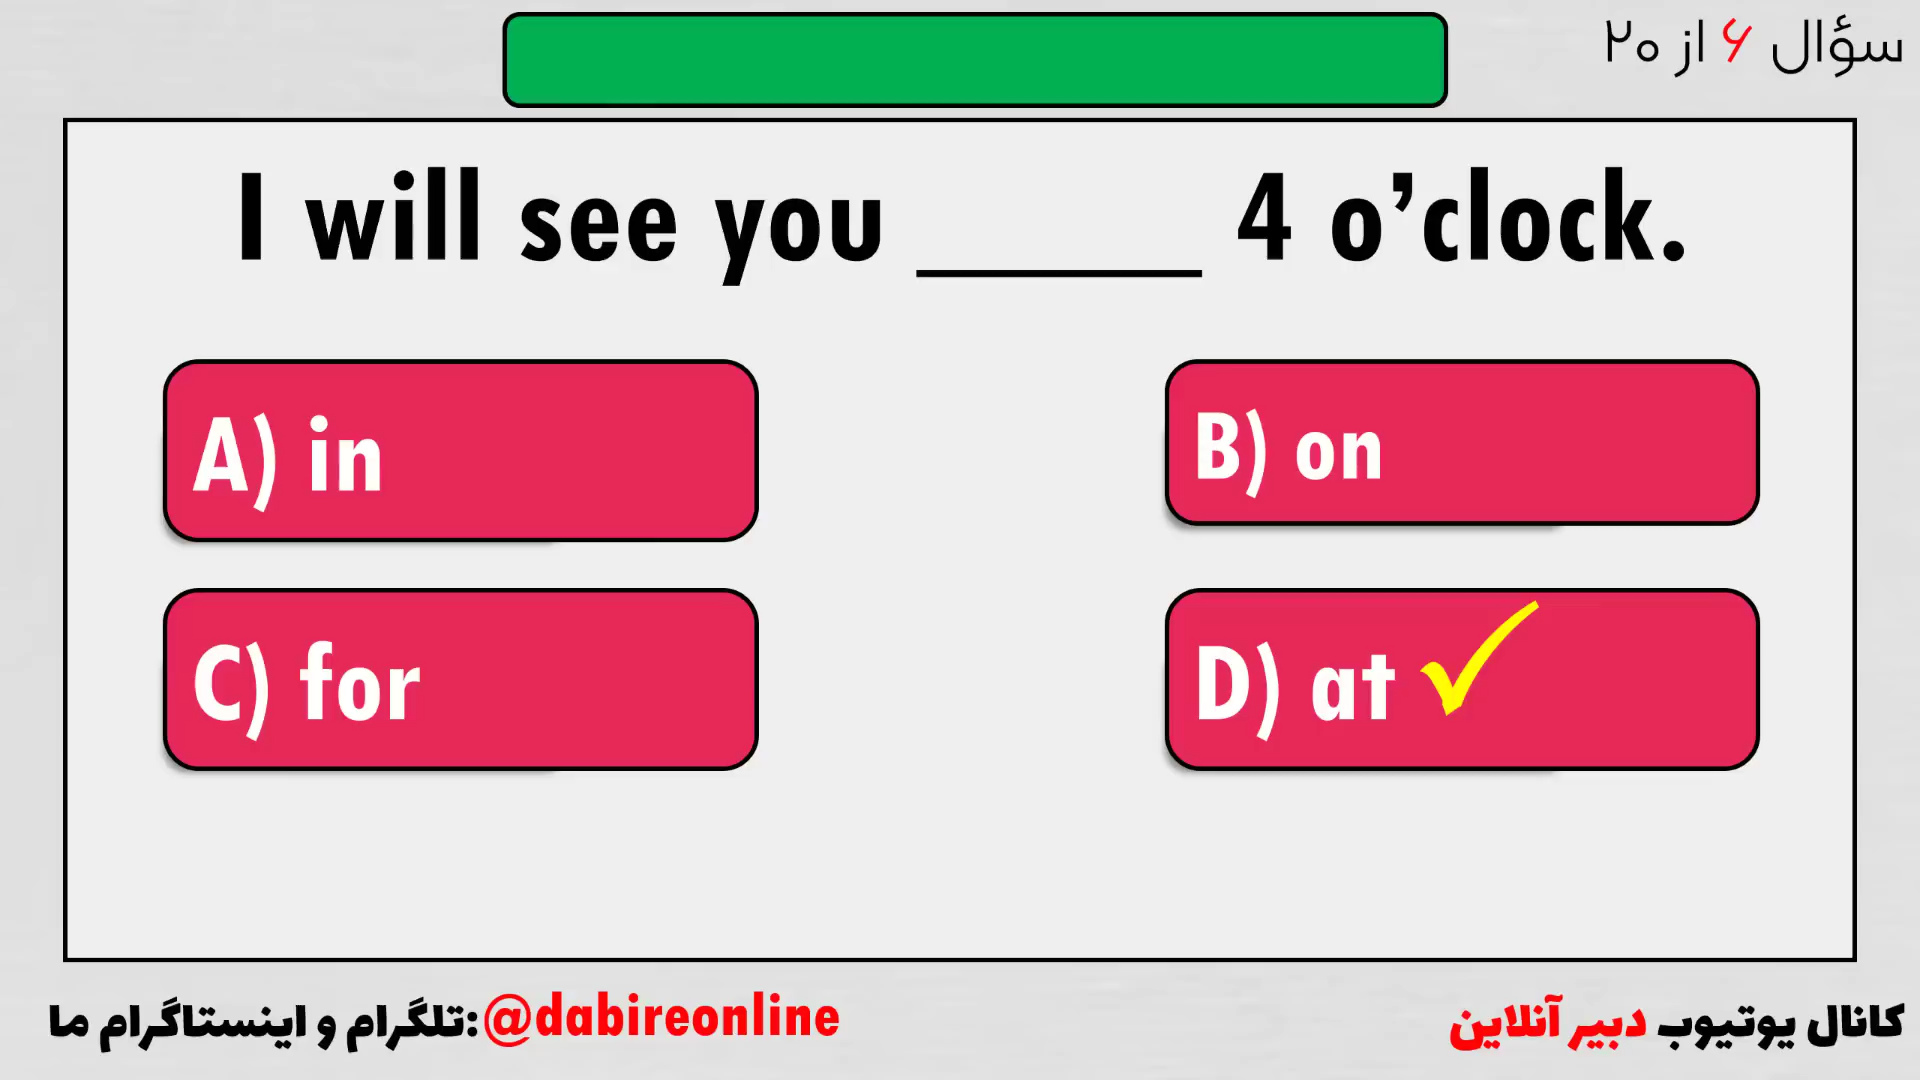 سؤال ۶ از ۲۰
I will see you ______ 4 o’clock.
A) in
B) on
C) for
D) at
تلگرام و اینستاگرام ما: @dabireonline
کانال یوتیوب دبیر آنلاین